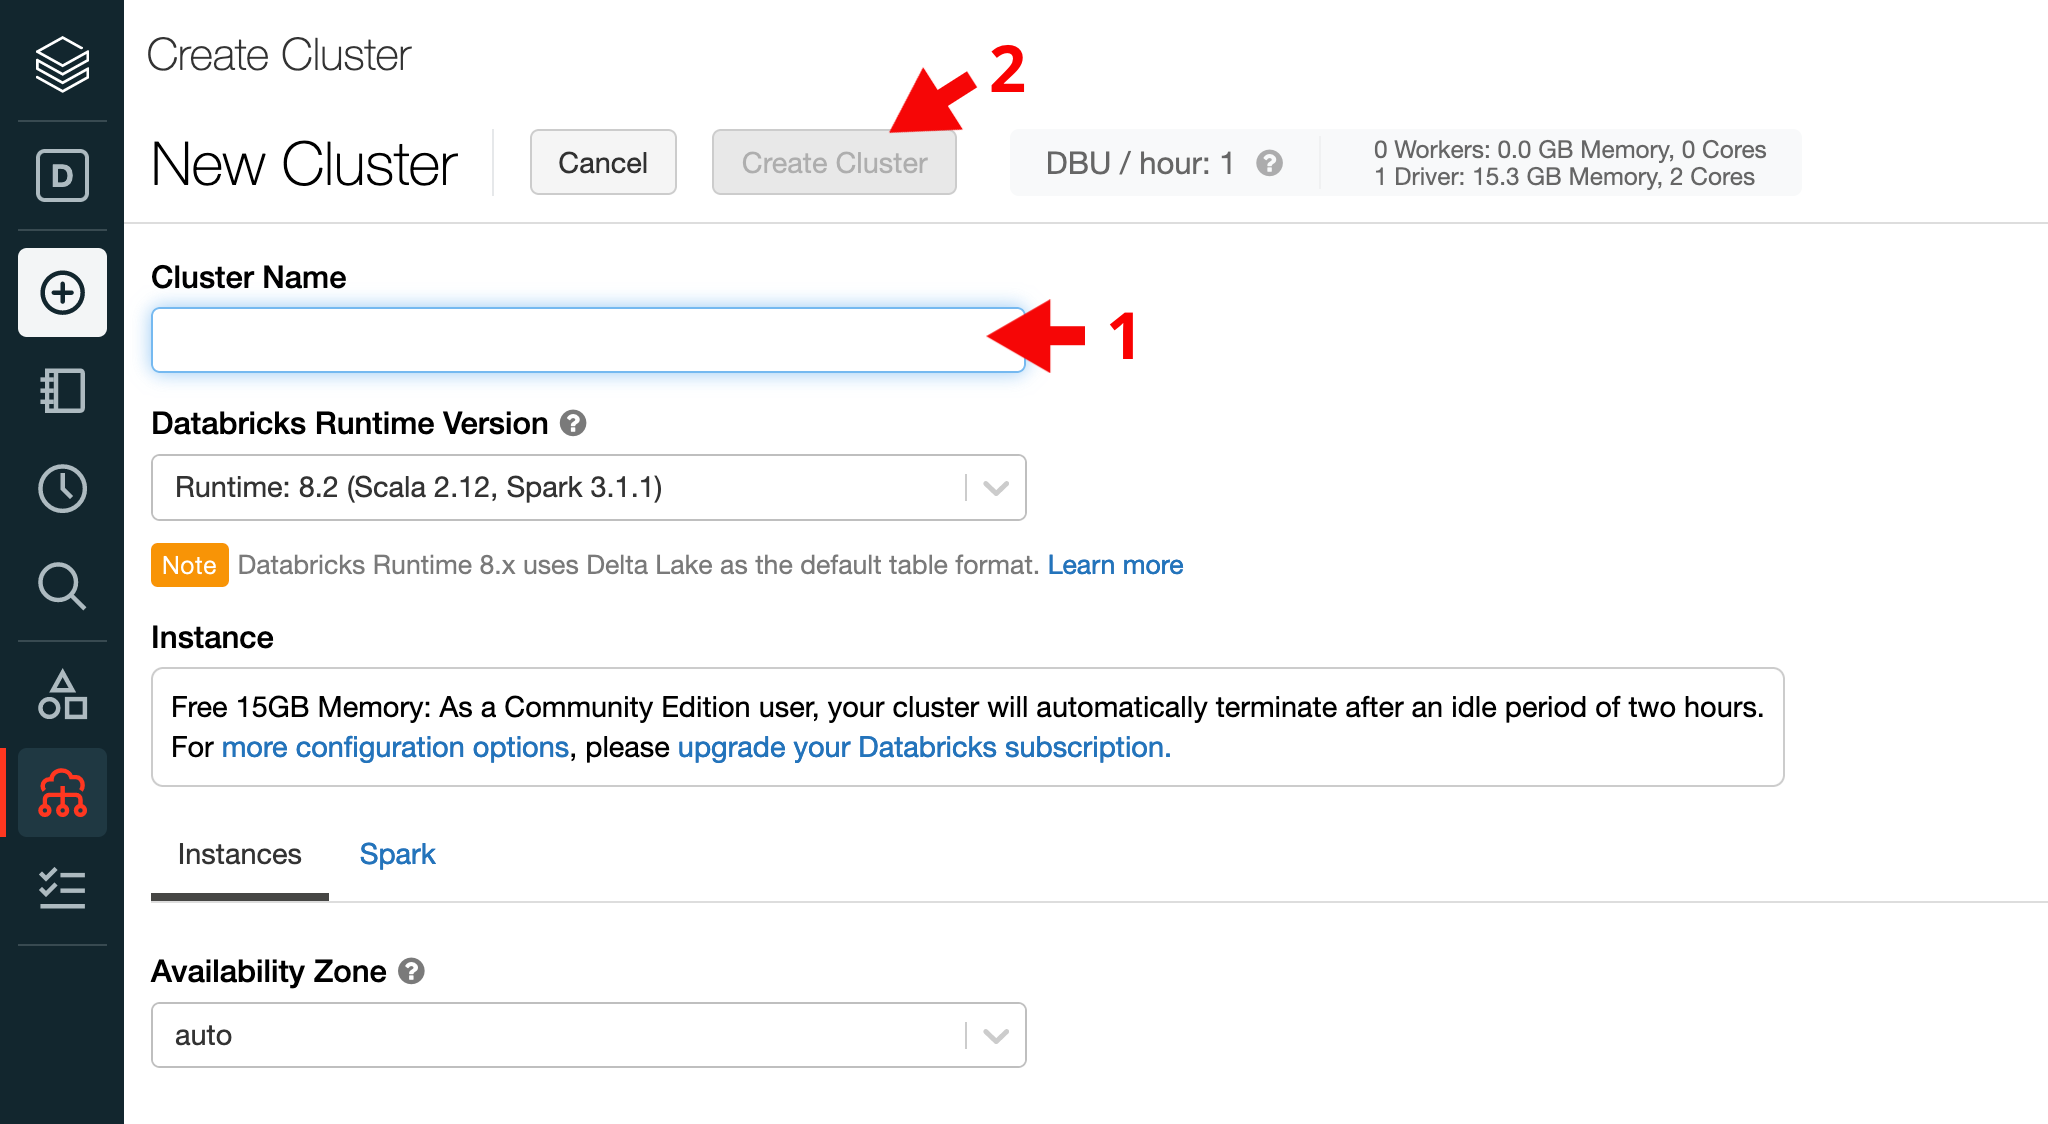 Create Cluster
2
New Cluster
Cancel
Create Cluster
DBU / hour: 1 ?
0 Workers: 0.0 GB Memory, 0 Cores
1 Driver: 15.3 GB Memory, 2 Cores
D
Cluster Name
1
Databricks Runtime Version ?
Runtime: 8.2 (Scala 2.12, Spark 3.1.1)
Note Databricks Runtime 8.x uses Delta Lake as the default table format. Learn more
Instance
Free 15GB Memory: As a Community Edition user, your cluster will automatically terminate after an idle period of two hours.
For more configuration options, please upgrade your Databricks subscription.
Instances
Spark
Availability Zone ?
auto